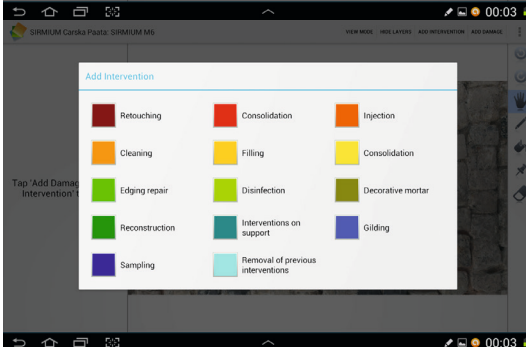 00:03
SIRMIUM Carska Paata: SIRMIUM M6
VIEW MODE HIDE LAYERS ADD INTERVENTION ADD DAMAGE
Add Intervention
Retouching Consolidation Injection
Cleaning Filling Consolidation
Tap 'Add Damag
Intervention' t
Edging repair Disinfection Decorative mortar
Reconstruction Interventions on
support Gilding
Sampling Removal of previous
interventions
00:03